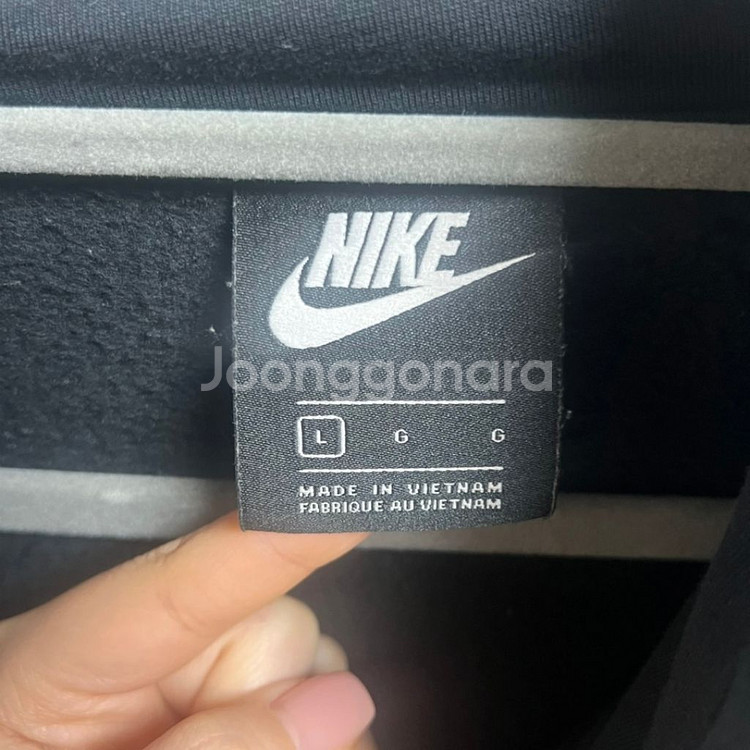 NIKE
Joonggonara
L G G
MADE IN VIETNAM
FABRIQUE AU VIETNAM